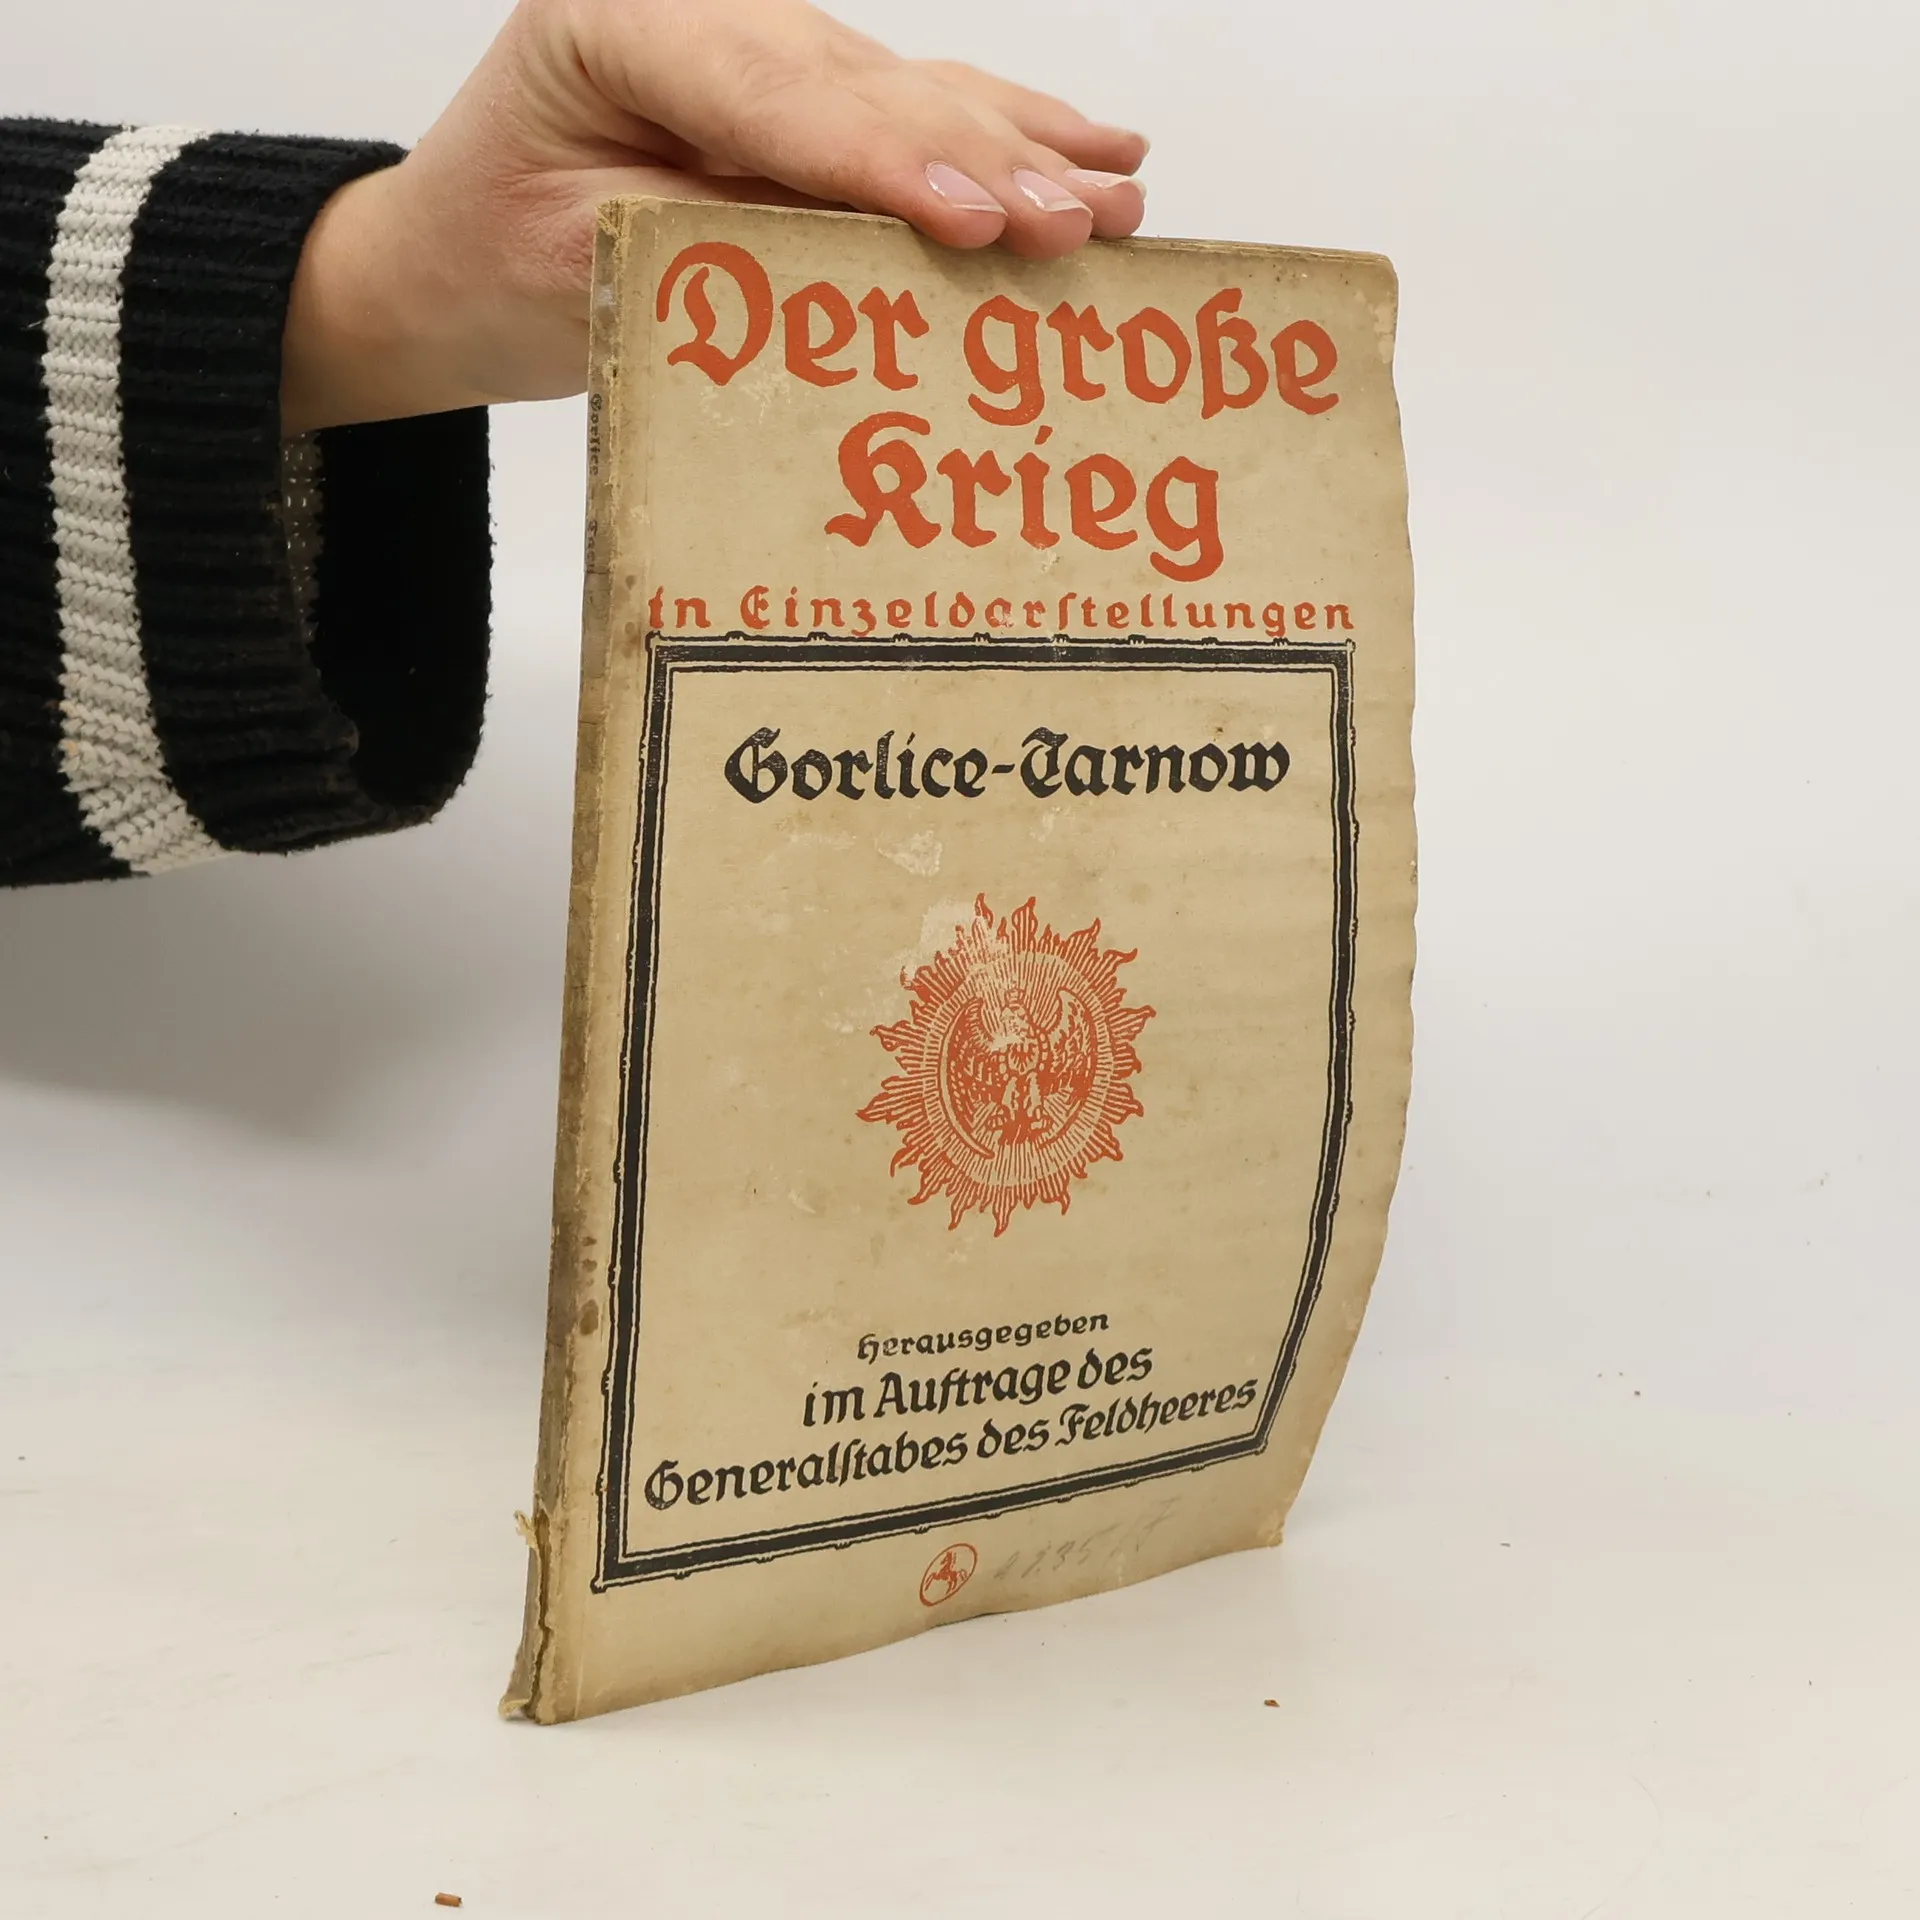 Der große
Krieg
in Einzeldarſtellungen
Gorlice-Tarnow
Herausgegeben
im Auftrage des
Generalſtabes des Feldheeres